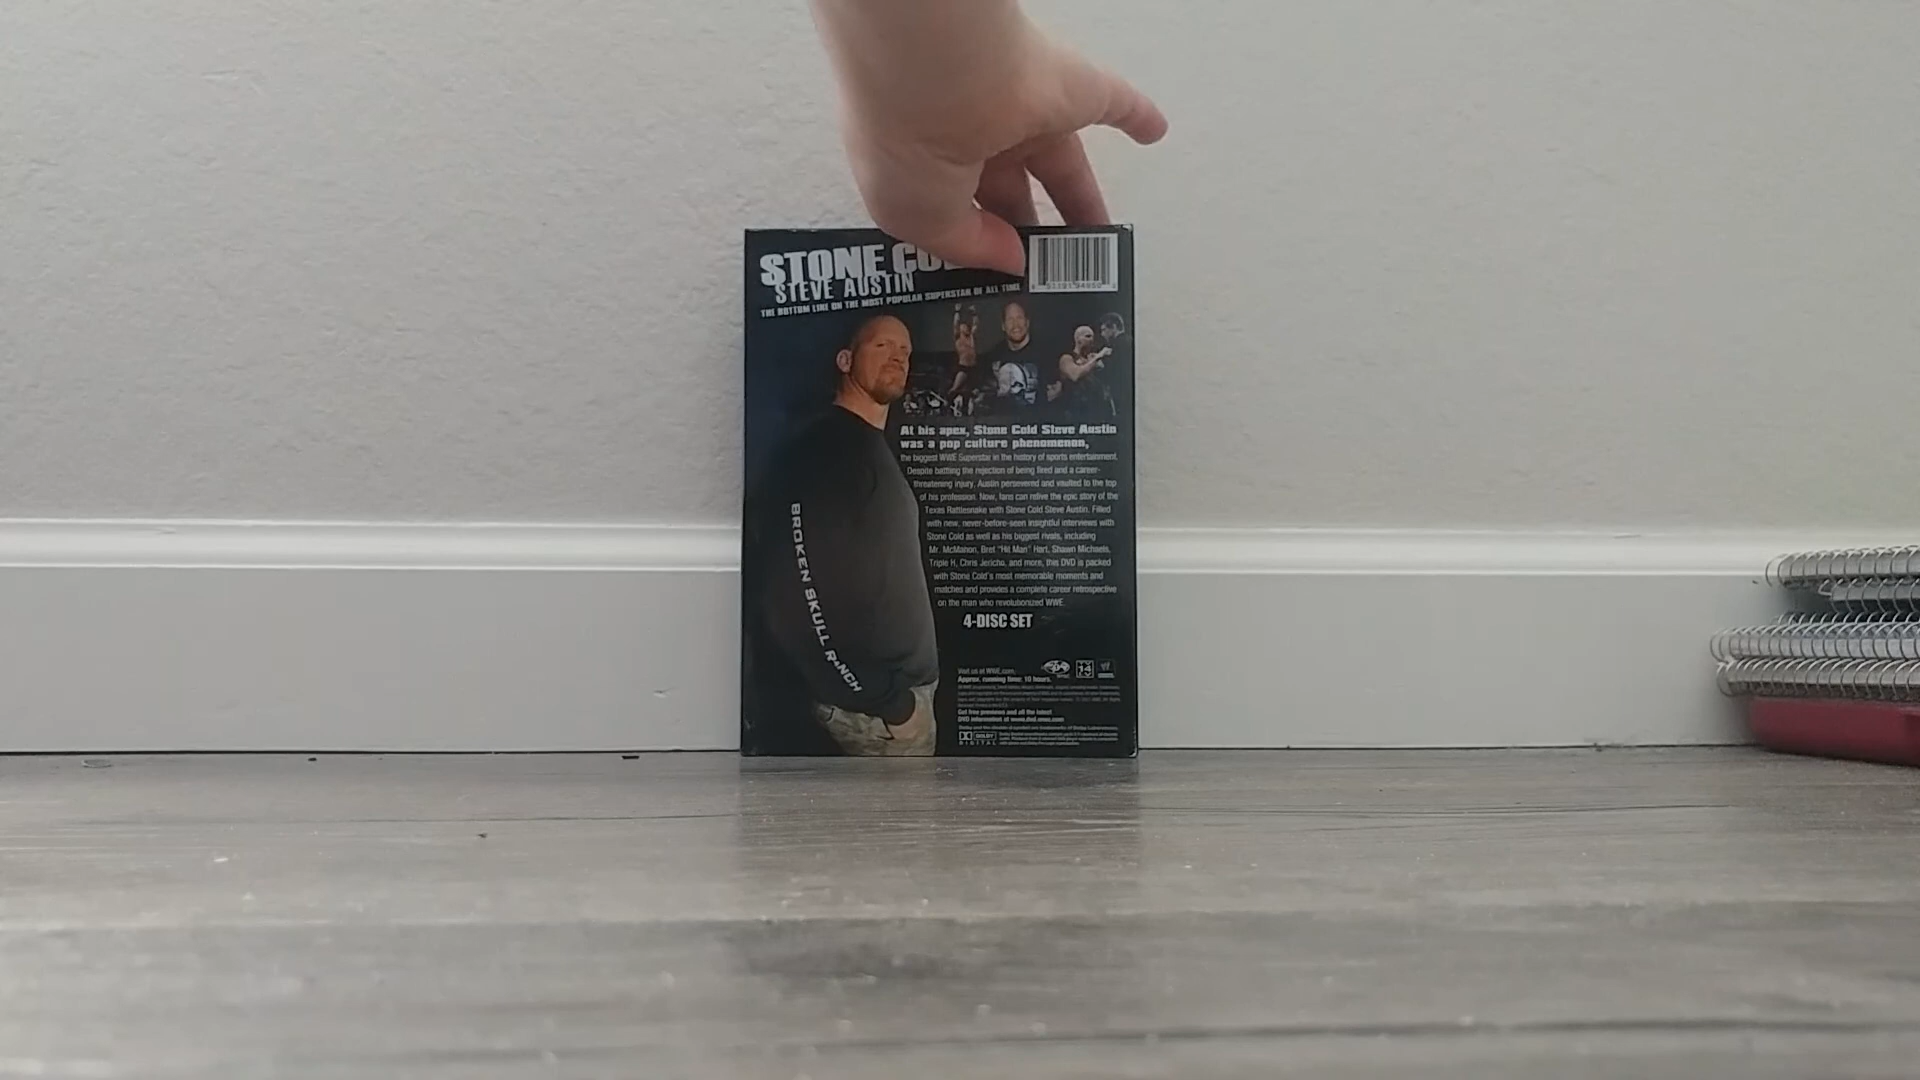 STONE CO
STEVE AUSTIN
THE BOTTOM LINE ON THE MOST POPULAR SUPERSTAR OF ALL TIME
At his apex, Stone Cold Steve Austin
was a pop culture phenomenon,
the biggest WWE Superstar in the history of sports entertainment.
Despite battling the rejection of being fired and a career-
threatening injury, Austin persevered and vaulted to the top
of his profession. Now, fans can relive the epic story of the
Texas Rattlesnake with Stone Cold Steve Austin. Filled
with new, never-before-seen insightful interviews with
Stone Cold as well as his biggest rivals, including
Mr. McMahon, Bret "Hit Man" Hart, Shawn Michaels,
Triple H, Chris Jericho, and more, this DVD is packed
with Stone Cold's most memorable moments and
matches and provides a complete career retrospective
on the man who revolutionized WWE.
4-DISC SET
BROKEN SKULL RANCH
Visit us at WWE.com.
Approx. running time: 10 hours.
TV
14
Get free previews and all the latest
DVD information at www.dvd.wwe.com
DOLBY
DIGITAL